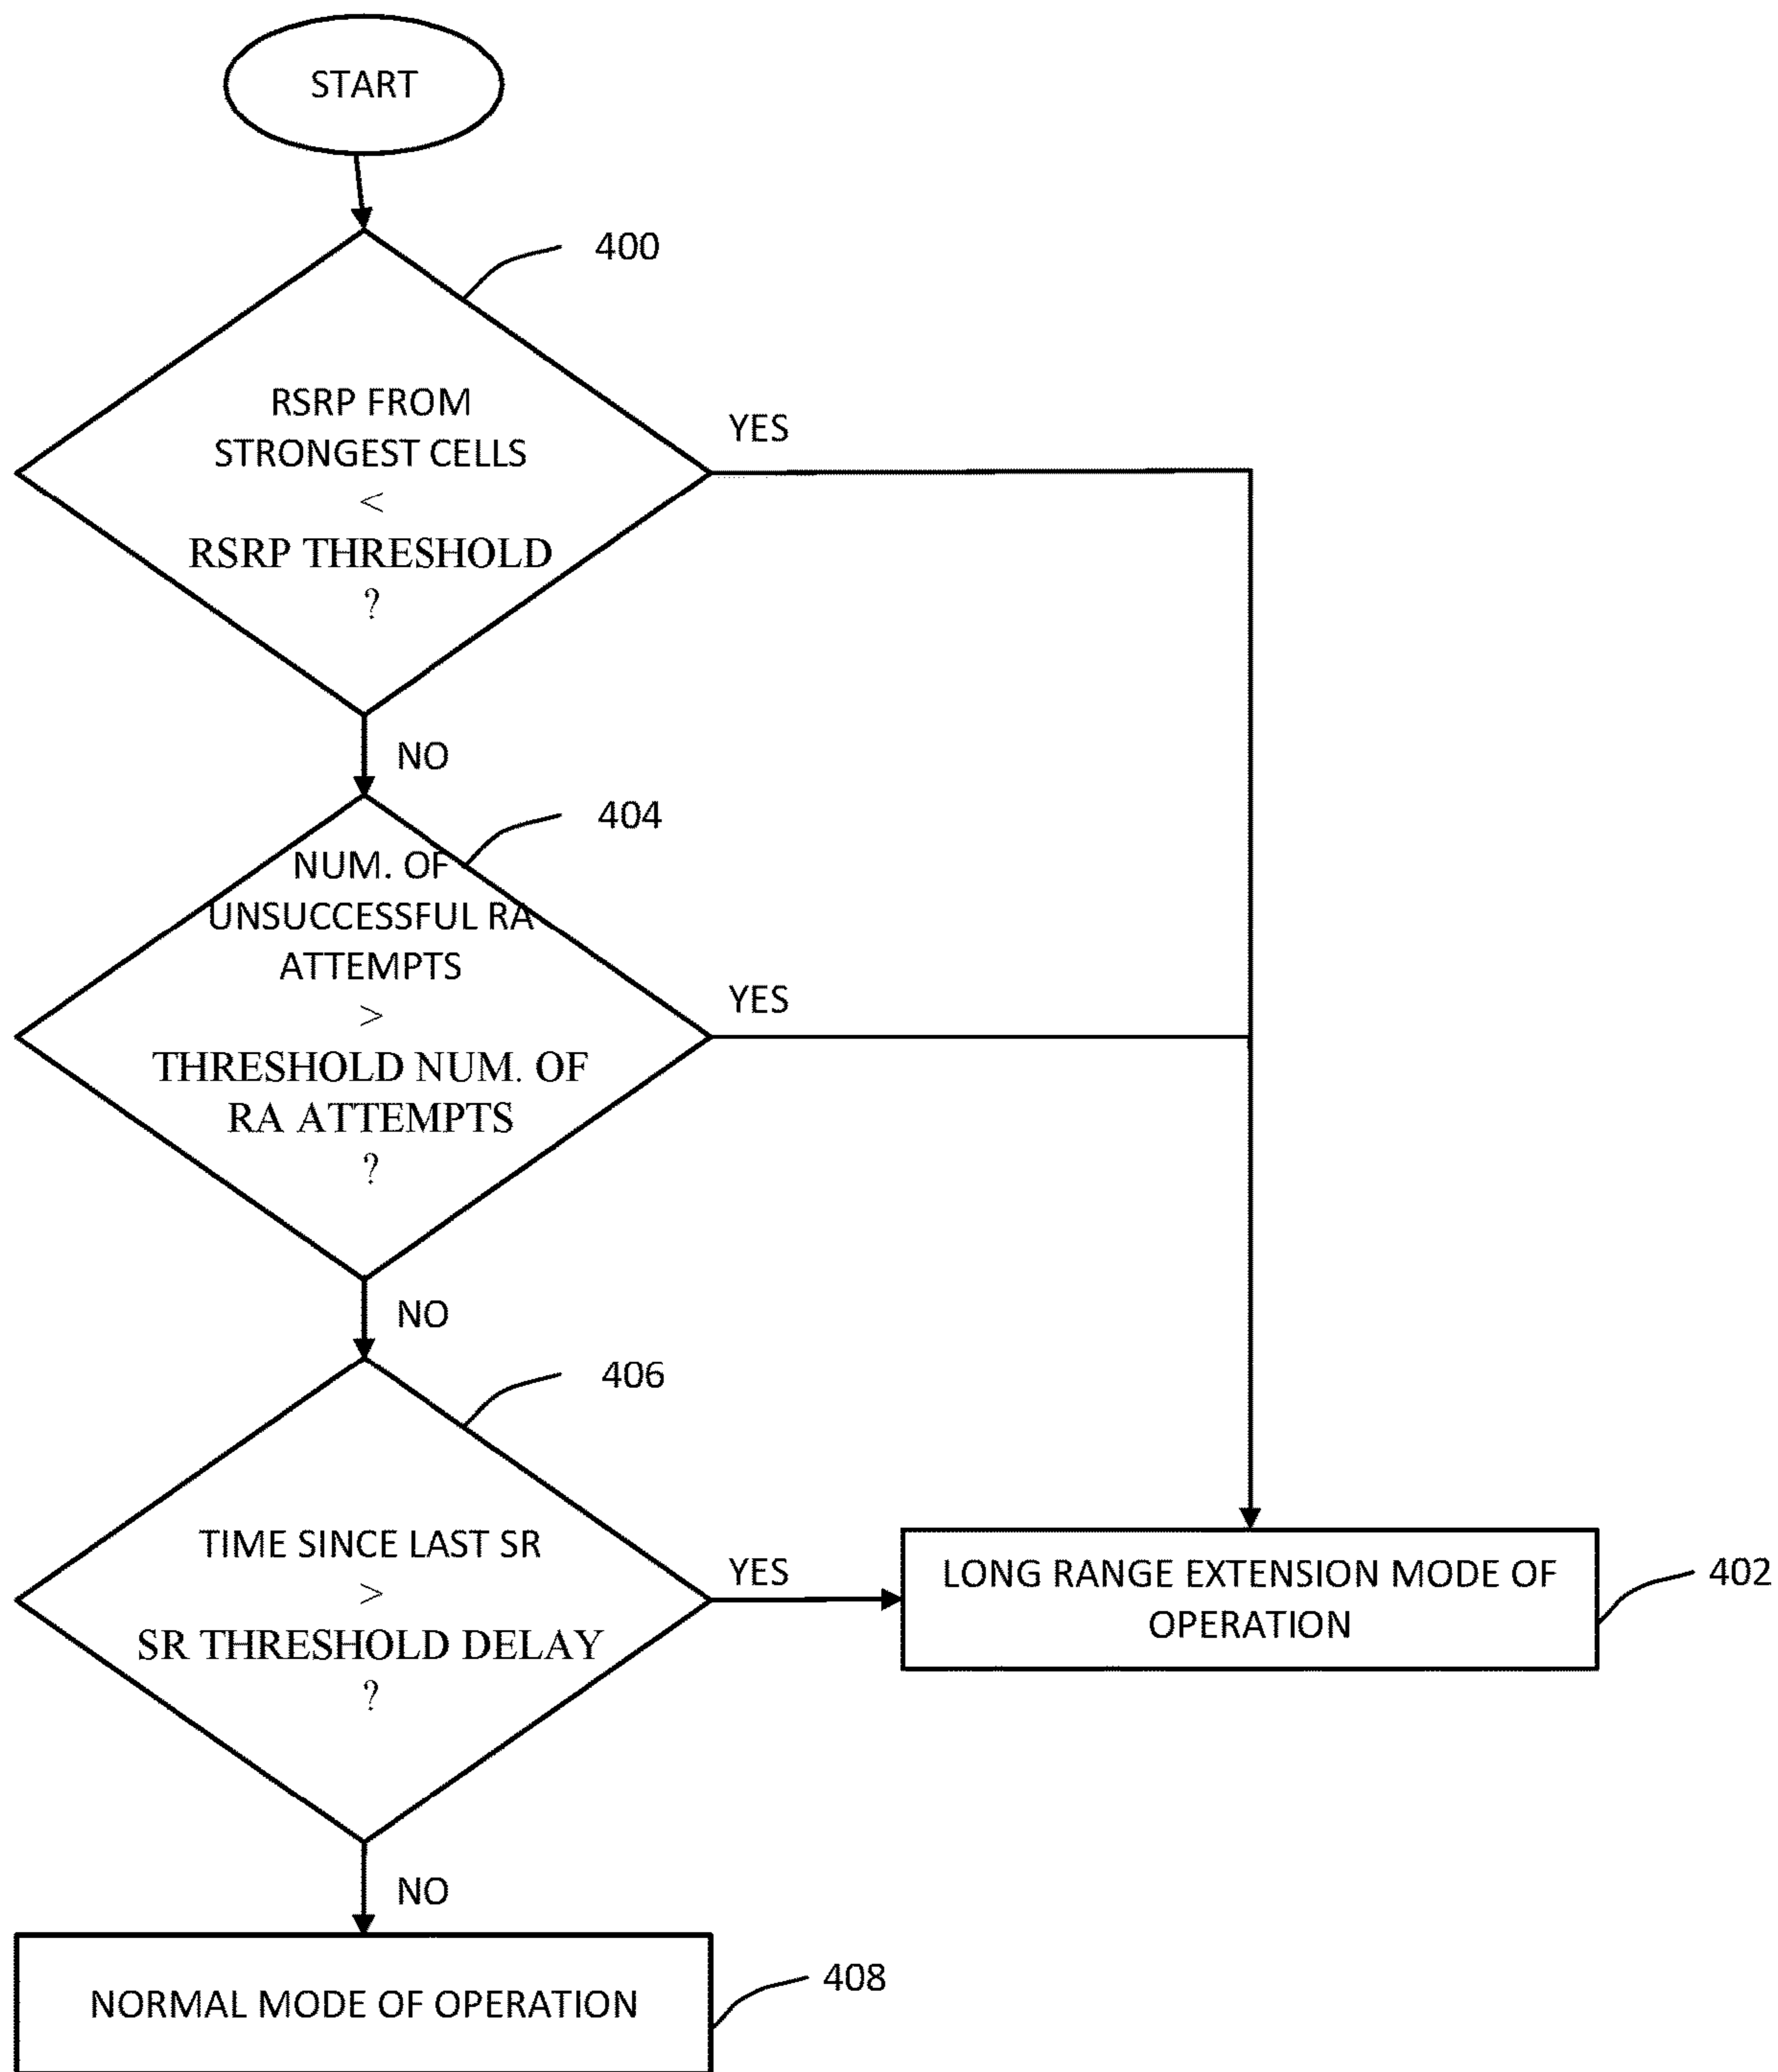 START
400
RSRP FROM
STRONGEST CELLS
<
RSRP THRESHOLD
?
YES
NO
404
NUM. OF
UNSUCCESSFUL RA
ATTEMPTS
>
THRESHOLD NUM. OF
RA ATTEMPTS
?
YES
NO
406
TIME SINCE LAST SR
>
SR THRESHOLD DELAY
?
YES
LONG RANGE EXTENSION MODE OF
OPERATION
402
NO
NORMAL MODE OF OPERATION
408